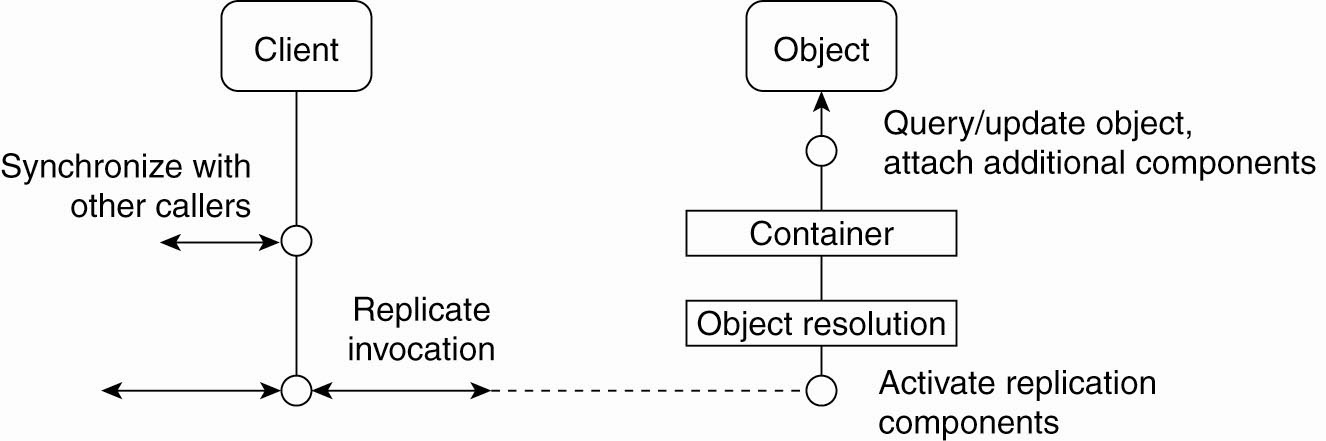 Client
Object
Query/update object,
attach additional components
Synchronize with
other callers
Container
Replicate
invocation
Object resolution
Activate replication
components